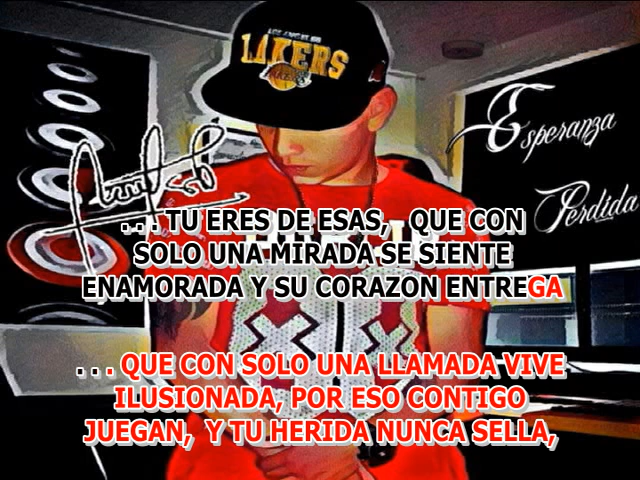 LAKERS
Esperanza
Perdida
. . . TU ERES DE ESAS, QUE CON
SOLO UNA MIRADA SE SIENTE
ENAMORADA Y SU CORAZON ENTREGA
. . . QUE CON SOLO UNA LLAMADA VIVE
ILUSIONADA, POR ESO CONTIGO
JUEGAN, Y TU HERIDA NUNCA SELLA,